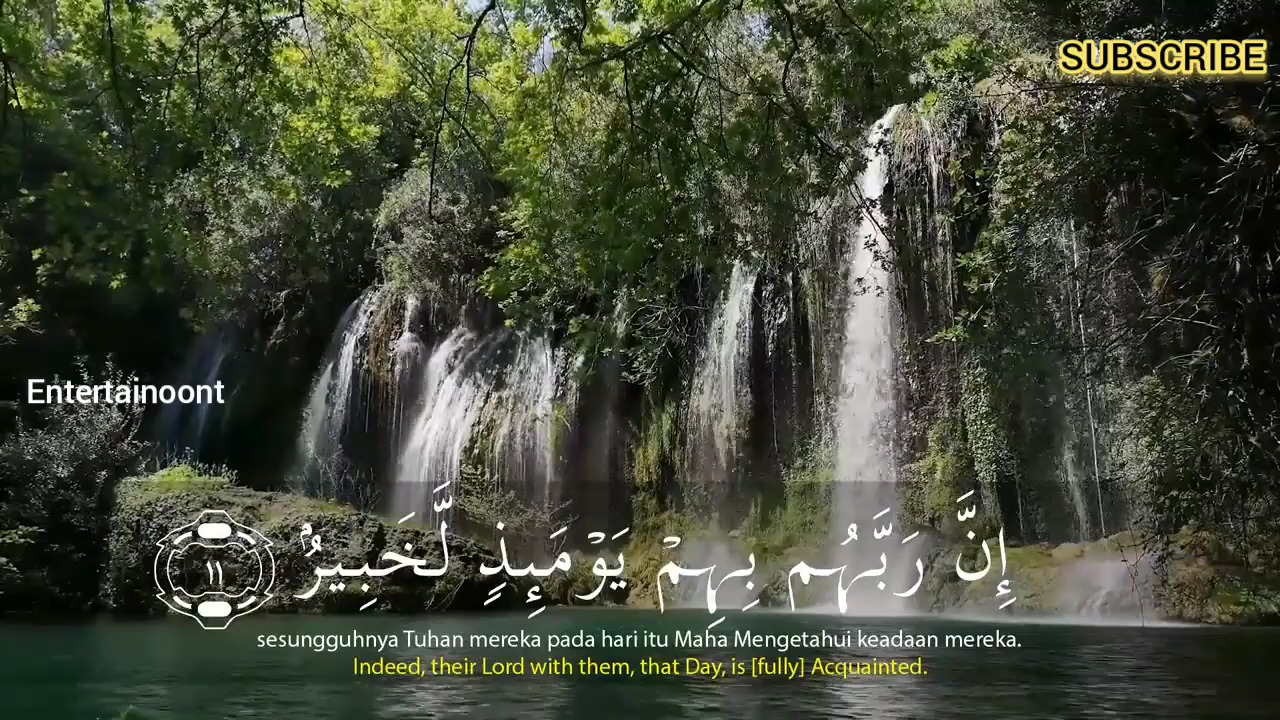 SUBSCRIBE
Entertainoont
إِنَّ رَبَّهُم بِهِمْ يَوْمَئِذٍ لَّخَبِيرٌۢ ١١
sesungguhnya Tuhan mereka pada hari itu Maha Mengetahui keadaan mereka.
Indeed, their Lord with them, that Day, is [fully] Acquainted.